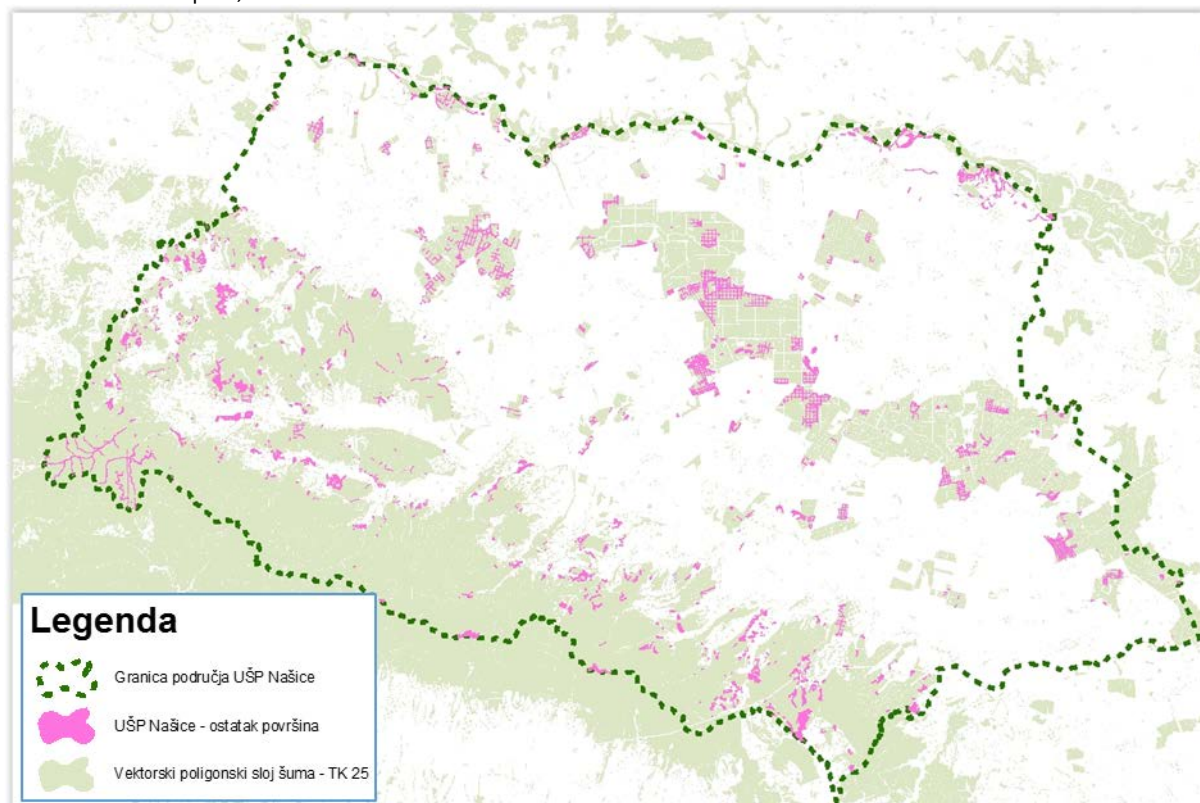 Legenda
Granica područja UŠP Našice
UŠP Našice - ostatak površina
Vektorski poligonski sloj šuma - TK 25